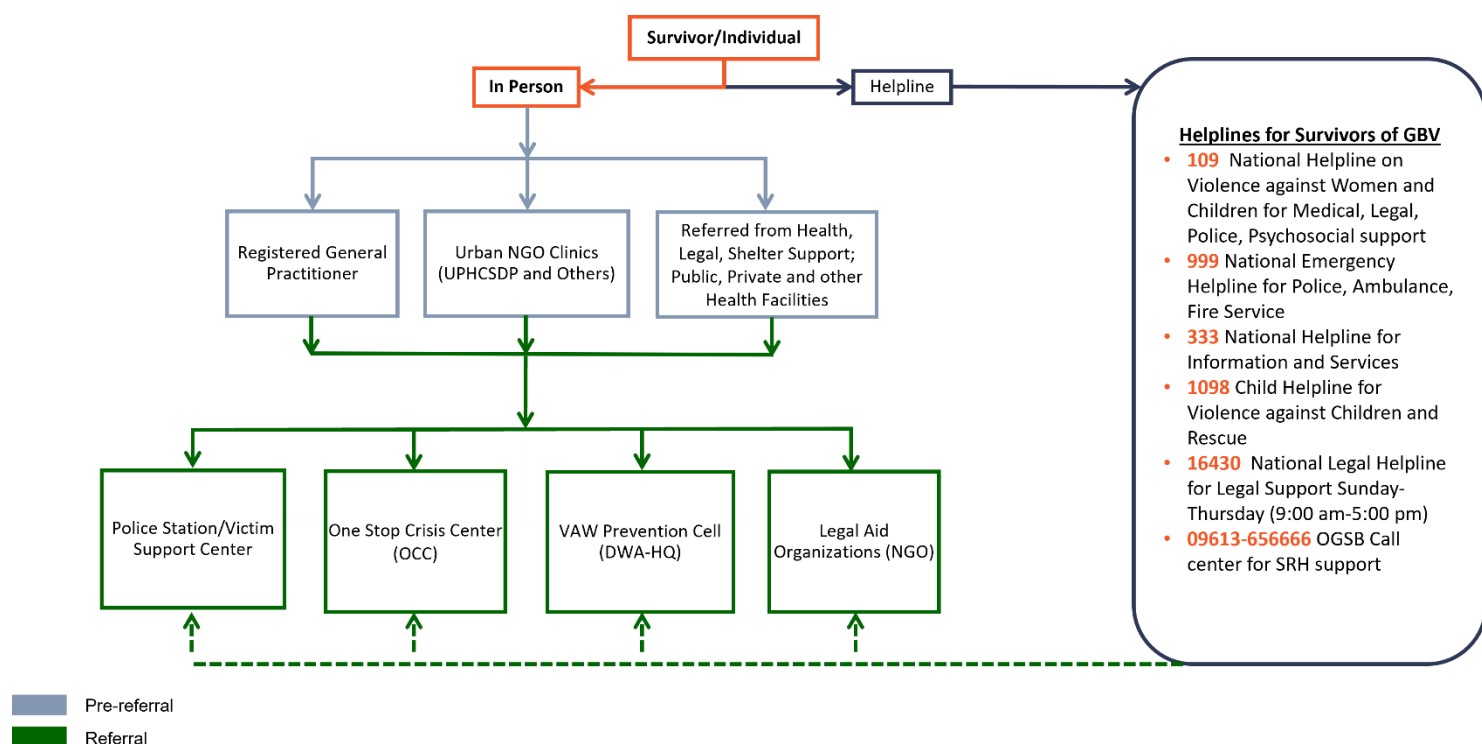 Survivor/Individual
In Person
Helpline
Registered General
Practitioner
Urban NGO Clinics
(UPHCSDP and Others)
Referred from Health,
Legal, Shelter Support;
Public, Private and other
Health Facilities
Police Station/Victim
Support Center
One Stop Crisis Center
(OCC)
VAW Prevention Cell
(DWA-HQ)
Legal Aid
Organizations (NGO)
Helplines for Survivors of GBV
• 109 National Helpline on
Violence against Women and
Children for Medical, Legal,
Police, Psychosocial support
• 999 National Emergency
Helpline for Police, Ambulance,
Fire Service
• 333 National Helpline for
Information and Services
• 1098 Child Helpline for
Violence against Children and
Rescue
• 16430 National Legal Helpline
for Legal Support Sunday-
Thursday (9:00 am-5:00 pm)
• 09613-656666 OGSB Call
center for SRH support
Pre-referral
Referral